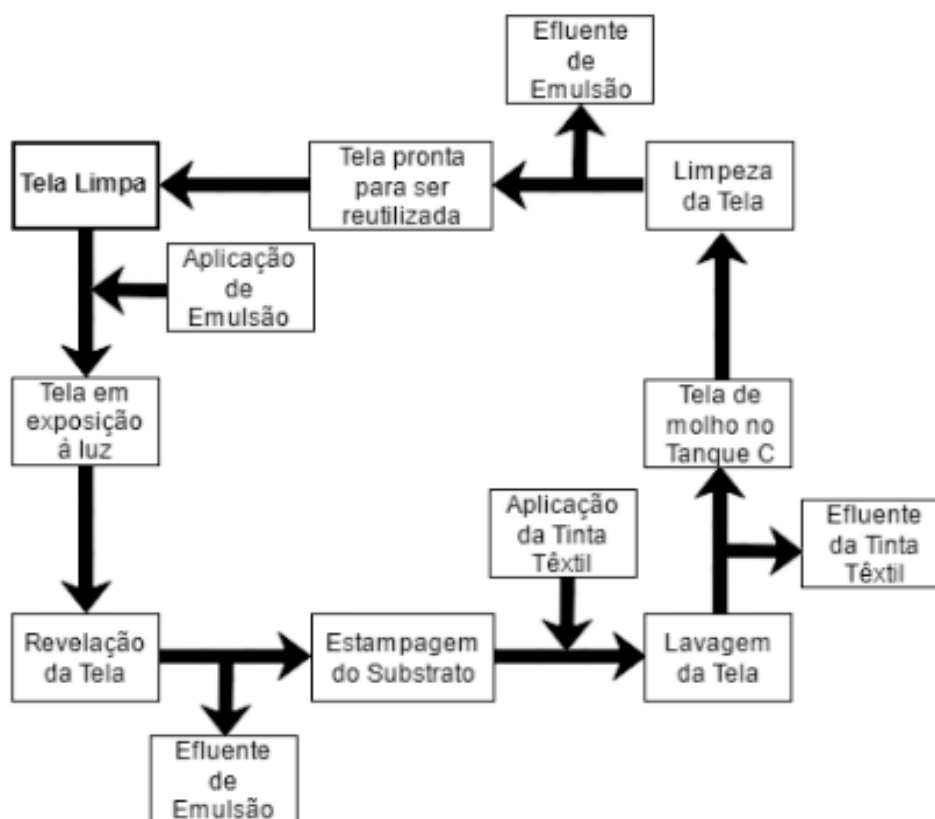 Efluente
de
Emulsão
Tela Limpa
Tela pronta
para ser
reutilizada
Limpeza
da Tela
Aplicação
de
Emulsão
Tela em
exposição
à luz
Tela de
molho no
Tanque C
Aplicação
da Tinta
Têxtil
Efluente
da Tinta
Têxtil
Revelação
da Tela
Estampagem
do Substrato
Lavagem
da Tela
Efluente
de
Emulsão